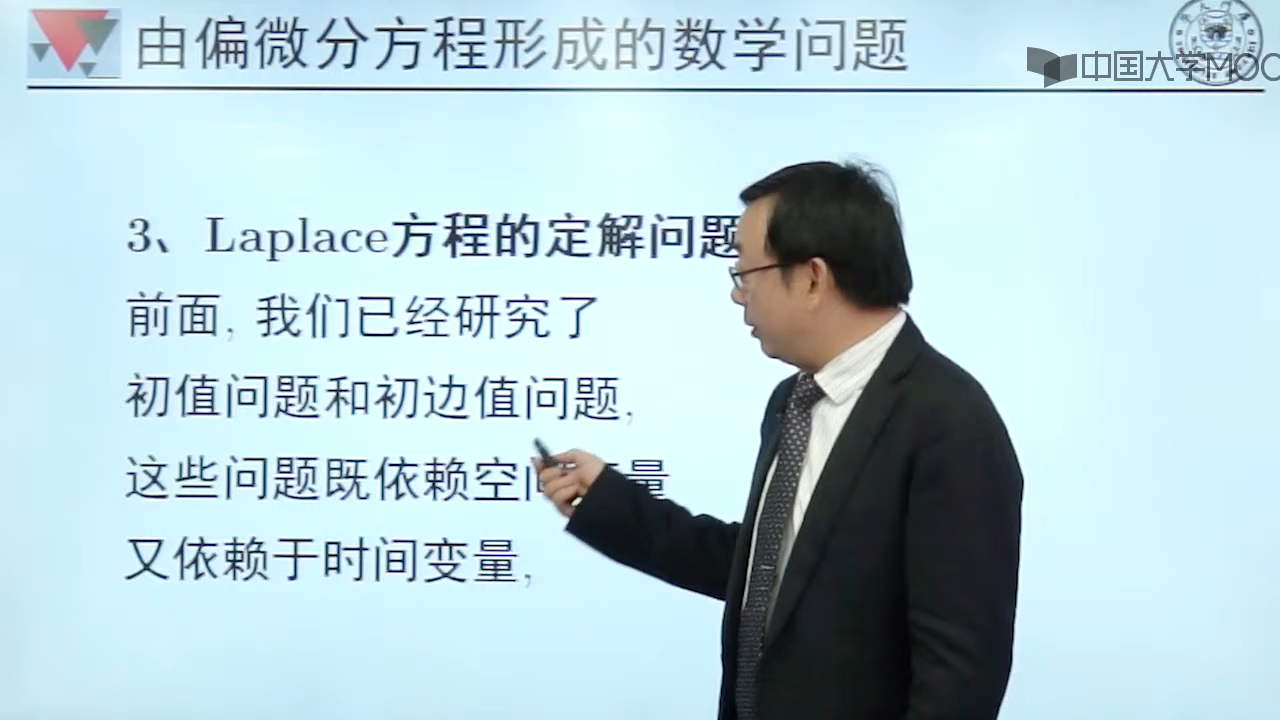 由偏微分方程形成的数学问题
中国大学MOO
3、Laplace方程的定解问题
前面, 我们已经研究了
初值问题和初边值问题,
这些问题既依赖空间变量
又依赖于时间变量,